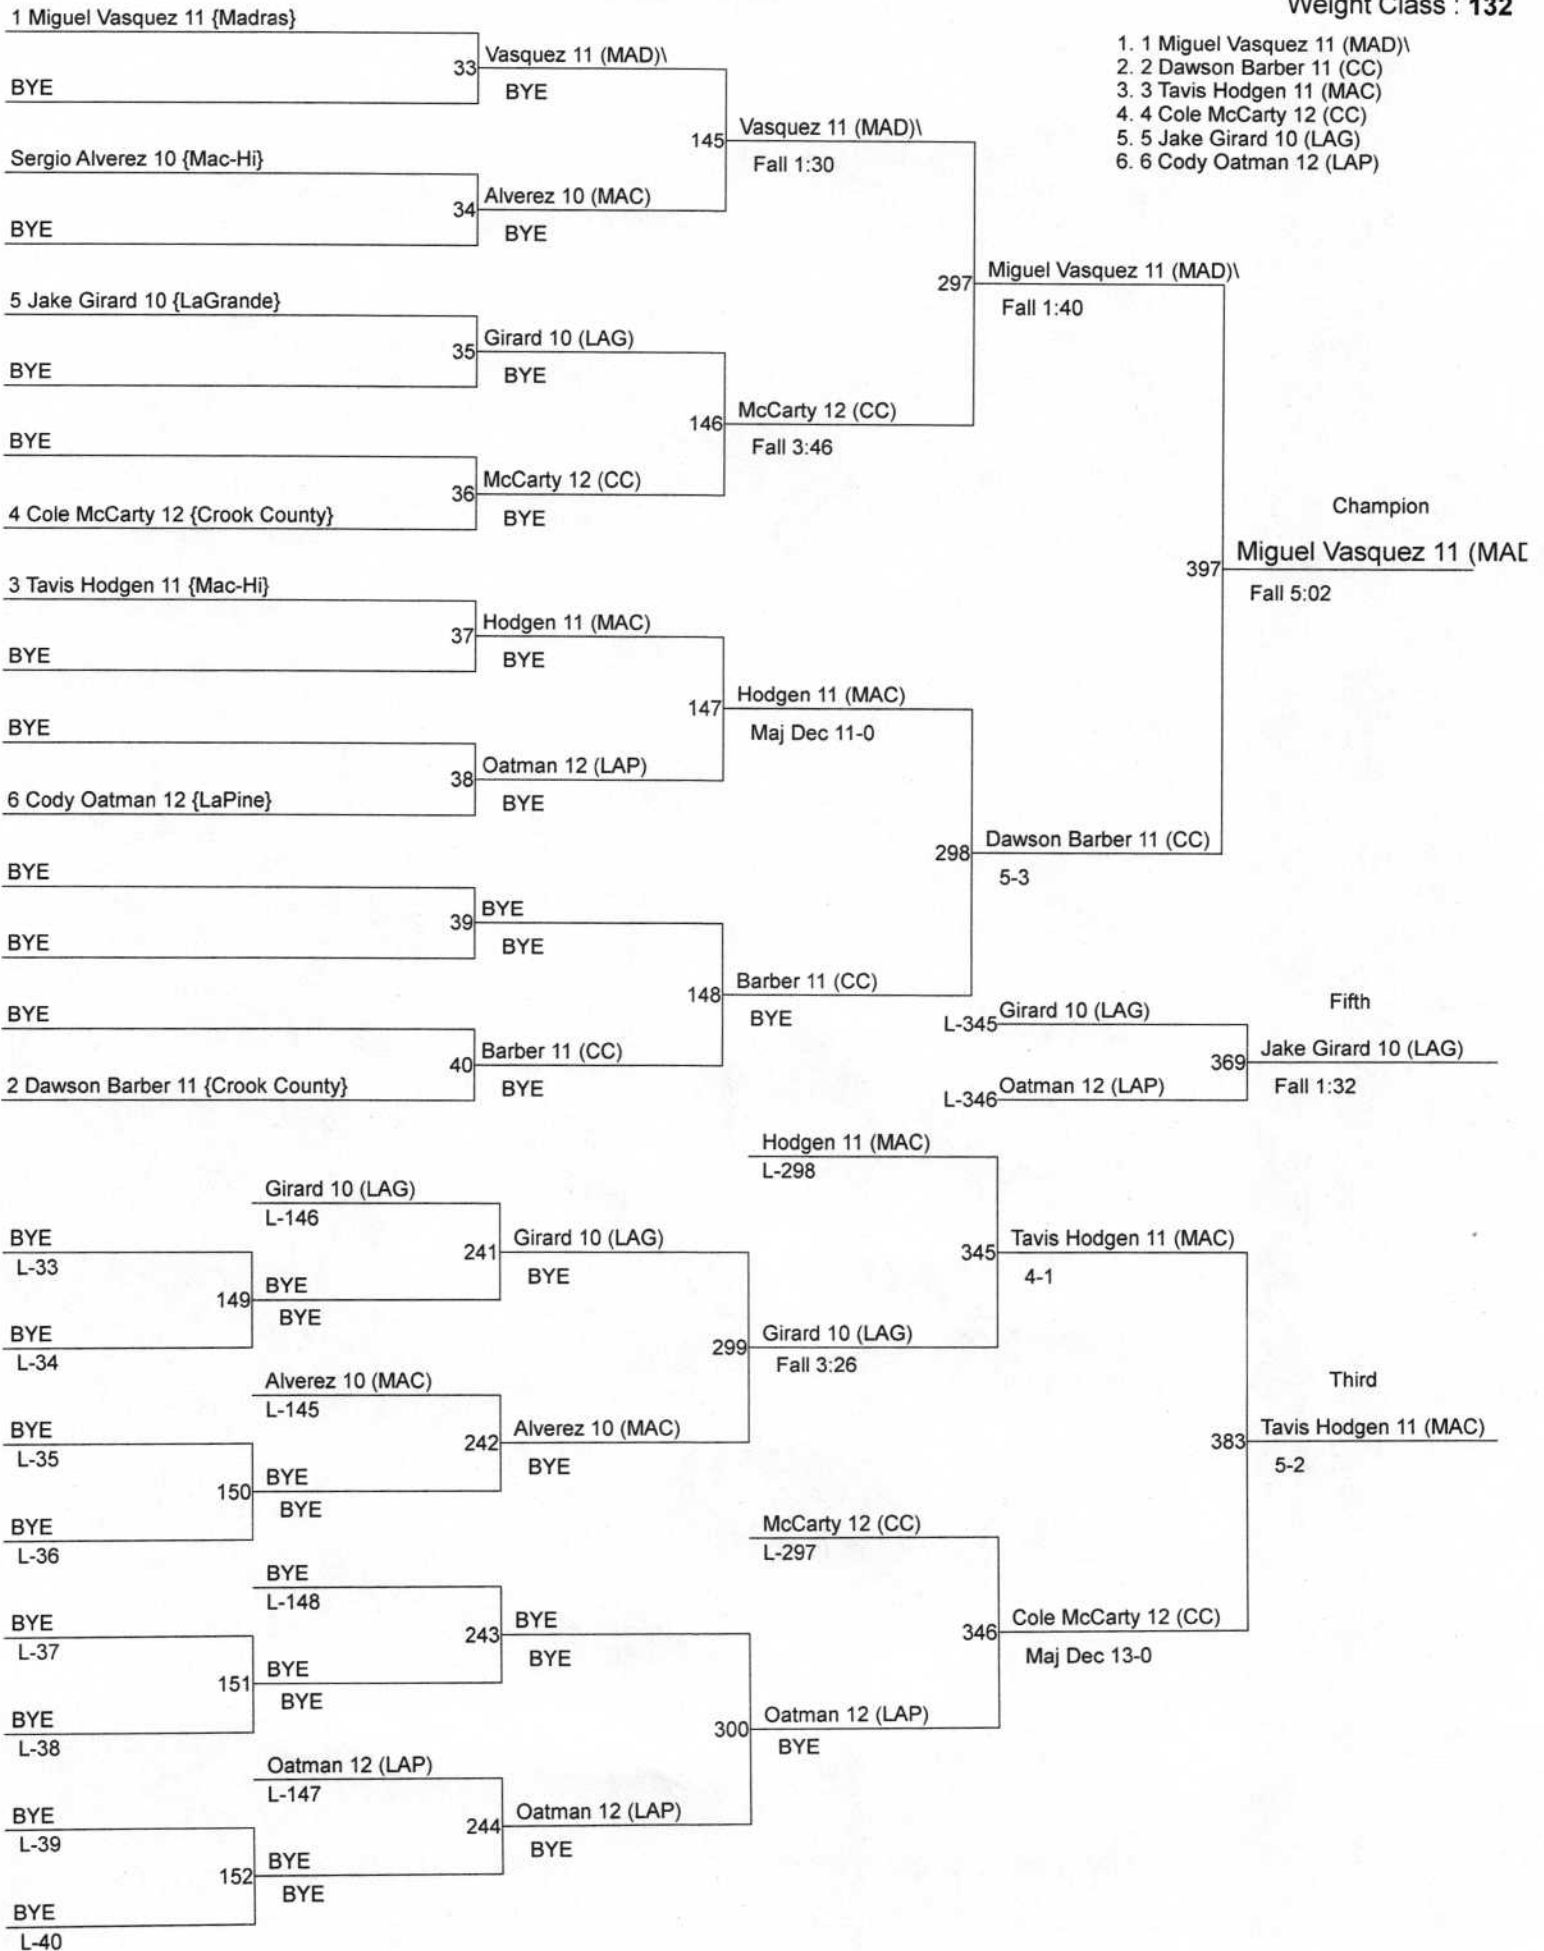 Weight Class : 132
1. 1 Miguel Vasquez 11 (MAD)\
2. 2 Dawson Barber 11 (CC)
3. 3 Tavis Hodgen 11 (MAC)
4. 4 Cole McCarty 12 (CC)
5. 5 Jake Girard 10 (LAG)
6. 6 Cody Oatman 12 (LAP)
1 Miguel Vasquez 11 {Madras}
33
Vasquez 11 (MAD)\
BYE
BYE
145
Vasquez 11 (MAD)\
Fall 1:30
Sergio Alverez 10 {Mac-Hi}
34
Alverez 10 (MAC)
BYE
BYE
297
Miguel Vasquez 11 (MAD)\
Fall 1:40
5 Jake Girard 10 {LaGrande}
35
Girard 10 (LAG)
BYE
BYE
146
McCarty 12 (CC)
Fall 3:46
BYE
36
McCarty 12 (CC)
BYE
4 Cole McCarty 12 {Crook County}
Champion
397
Miguel Vasquez 11 (MAD
Fall 5:02
3 Tavis Hodgen 11 {Mac-Hi}
37
Hodgen 11 (MAC)
BYE
BYE
147
Hodgen 11 (MAC)
Maj Dec 11-0
BYE
38
Oatman 12 (LAP)
BYE
6 Cody Oatman 12 {LaPine}
298
Dawson Barber 11 (CC)
5-3
BYE
39
BYE
BYE
BYE
148
Barber 11 (CC)
BYE
BYE
40
Barber 11 (CC)
BYE
2 Dawson Barber 11 {Crook County}
Fifth
L-345
Girard 10 (LAG)
369
Jake Girard 10 (LAG)
Fall 1:32
L-346
Oatman 12 (LAP)
Hodgen 11 (MAC)
L-298
Girard 10 (LAG)
L-146
BYE
L-33
241
Girard 10 (LAG)
BYE
345
Tavis Hodgen 11 (MAC)
4-1
149
BYE
BYE
BYE
L-34
299
Girard 10 (LAG)
Fall 3:26
Alverez 10 (MAC)
L-145
Third
BYE
L-35
242
Alverez 10 (MAC)
BYE
383
Tavis Hodgen 11 (MAC)
5-2
150
BYE
BYE
BYE
L-36
McCarty 12 (CC)
L-297
BYE
L-148
BYE
L-37
243
BYE
BYE
346
Cole McCarty 12 (CC)
Maj Dec 13-0
151
BYE
BYE
BYE
L-38
300
Oatman 12 (LAP)
BYE
Oatman 12 (LAP)
L-147
BYE
L-39
244
Oatman 12 (LAP)
BYE
152
BYE
BYE
BYE
L-40